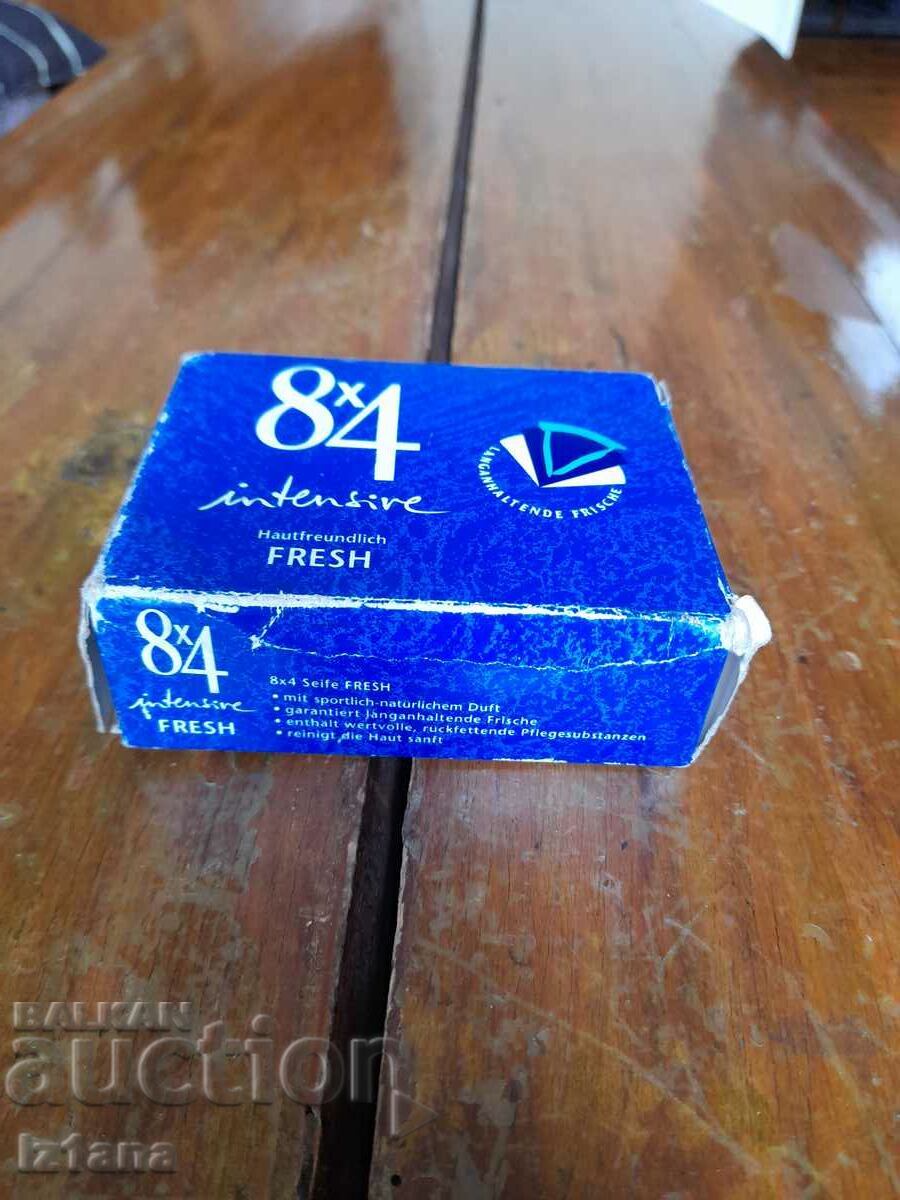 8x4
intensive
Hautfreundlich
FRESH
LANGANHALTENDE FRISCHE
8x4
intensive
FRESH
8x4 Seife FRESH
• mit sportlich-natürlichem Duft
• garantiert langanhaltende Frische
• enthält wertvolle, rückfettende Pflegesubstanzen
• reinigt die Haut sanft
BALKAN
auction
Iz1ana